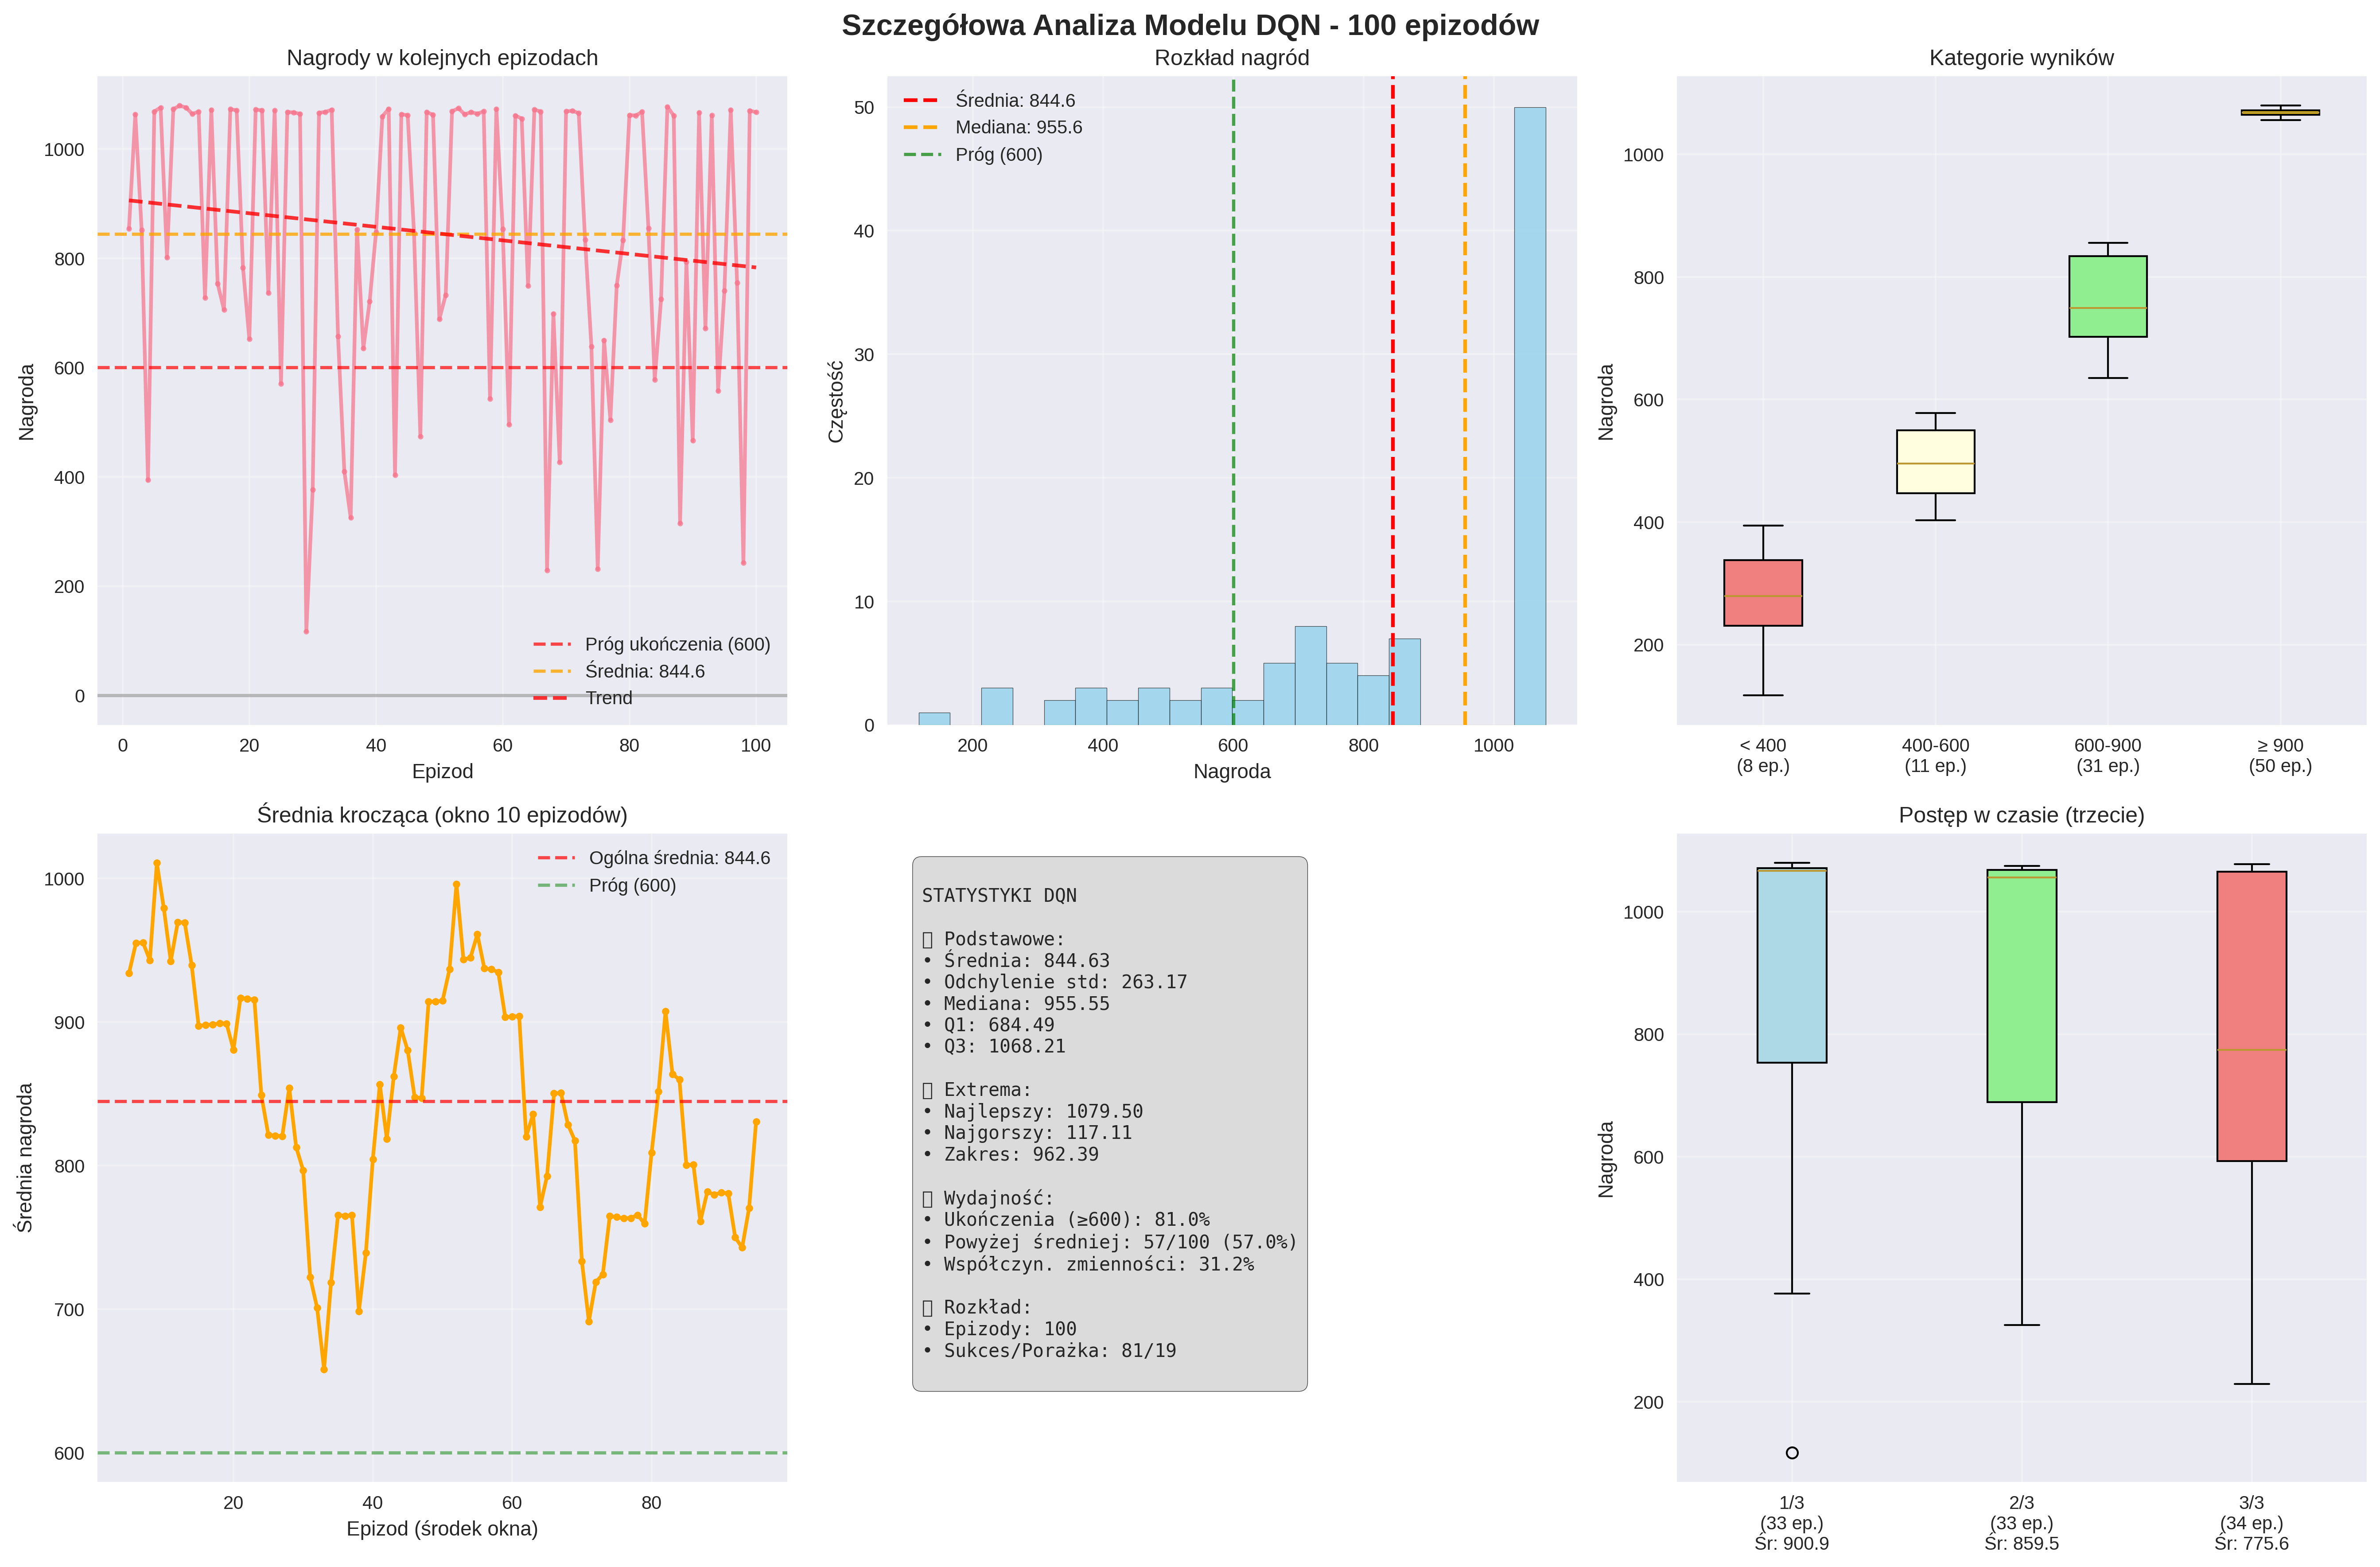 Szczegółowa Analiza Modelu DQN - 100 epizodów
Nagrody w kolejnych epizodach
Nagroda
1000
800
600
400
200
0
0 20 40 60 80 100
Epizod
Próg ukończenia (600)
Średnia: 844.6
Trend
Rozkład nagród
Częstość
50
40
30
20
10
0
200 400 600 800 1000
Nagroda
Średnia: 844.6
Mediana: 955.6
Próg (600)
Kategorie wyników
Nagroda
1000
800
600
400
200
< 400 400-600 600-900 ≥ 900
(8 ep.) (11 ep.) (31 ep.) (50 ep.)
Średnia krocząca (okno 10 epizodów)
Średnia nagroda
1000
900
800
700
600
20 40 60 80
Epizod (środek okna)
Ogólna średnia: 844.6
Próg (600)
STATYSTYKI DQN
Podstawowe:
• Średnia: 844.63
• Odchylenie std: 263.17
• Mediana: 955.55
• Q1: 684.49
• Q3: 1068.21
Extrema:
• Najlepszy: 1079.50
• Najgorszy: 117.11
• Zakres: 962.39
Wydajność:
• Ukończenia (≥600): 81.0%
• Powyżej średniej: 57/100 (57.0%)
• Współczyn. zmienności: 31.2%
Rozkład:
• Epizody: 100
• Sukces/Porażka: 81/19
Postęp w czasie (trzecie)
Nagroda
1000
800
600
400
200
1/3 2/3 3/3
(33 ep.) (33 ep.) (34 ep.)
Śr: 900.9 Śr: 859.5 Śr: 775.6